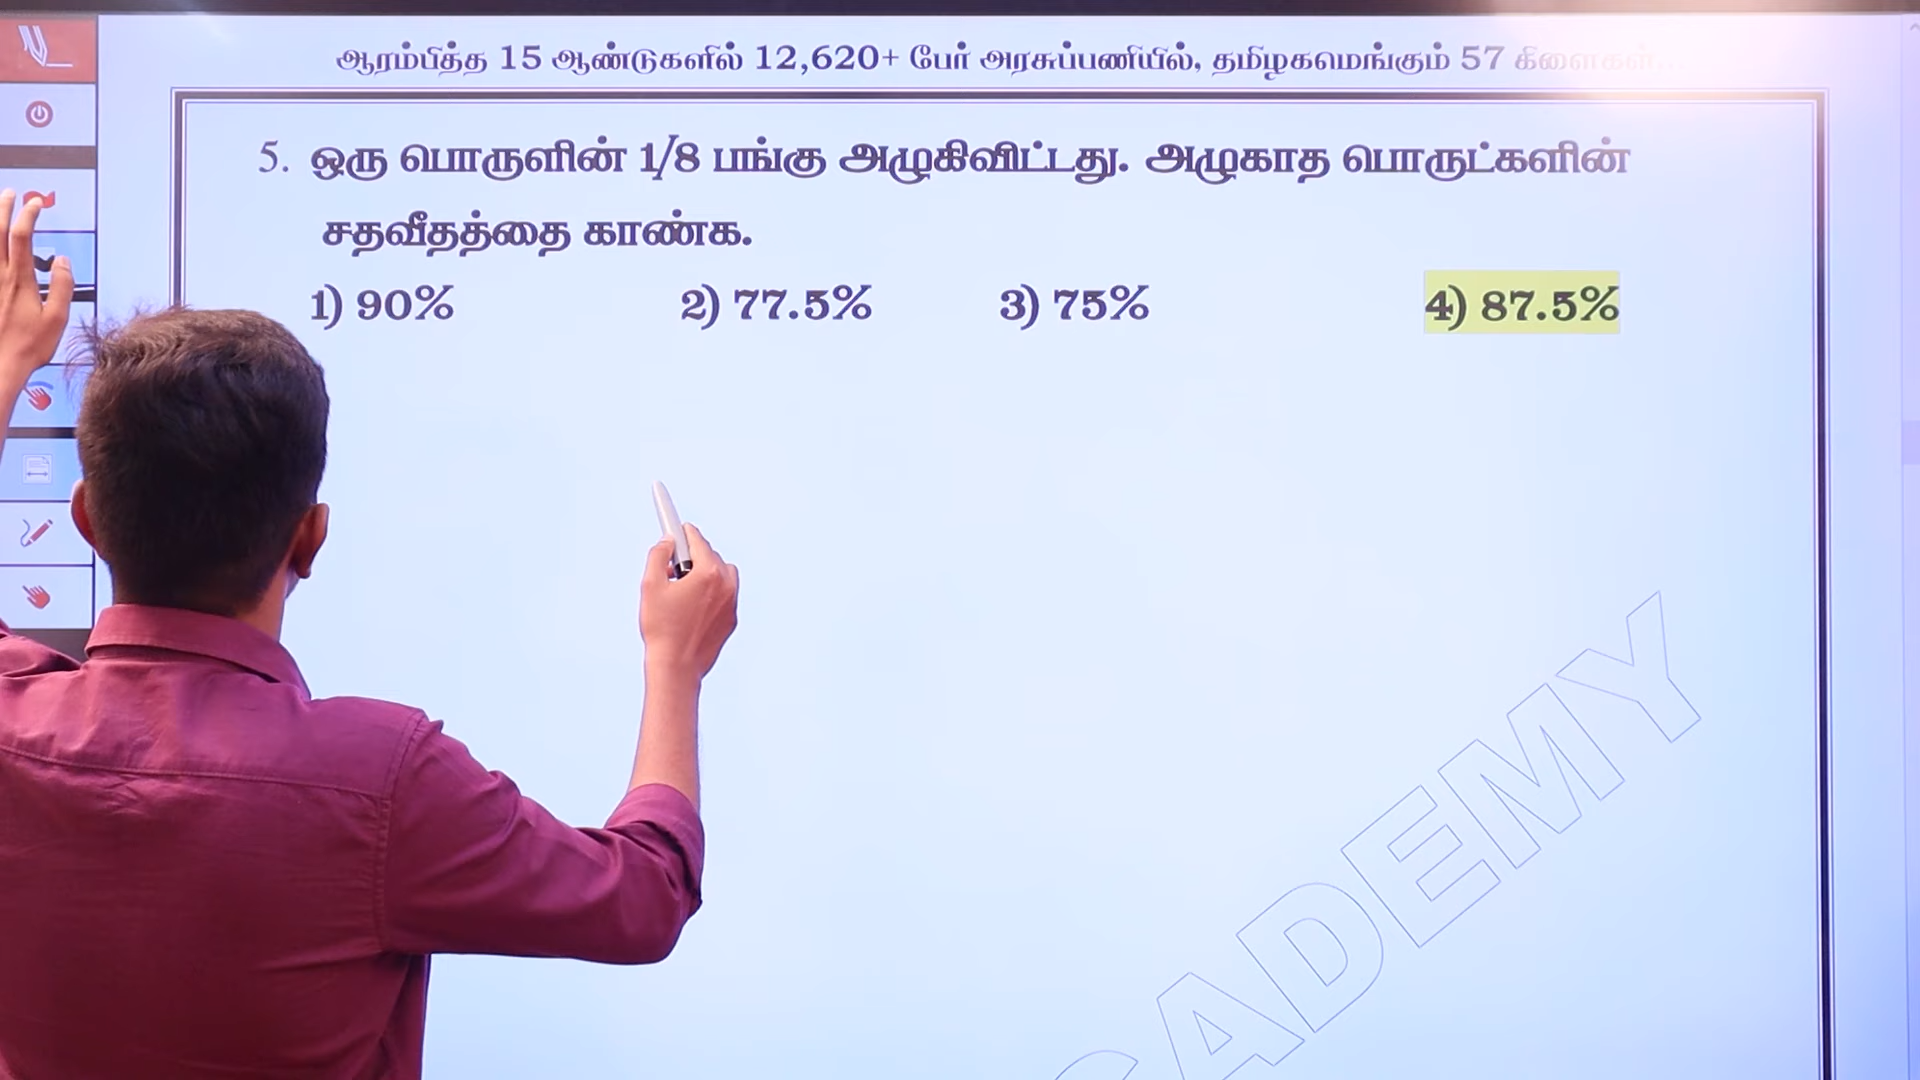 ஆரம்பித்த 15 ஆண்டுகளில் 12,620+ பேர் அரசுப்பணியில், தமிழகமெங்கும் 57 கிளைகள்...
5. ஒரு பொருளின் 1/8 பங்கு அழுகிவிட்டது. அழுகாத பொருட்களின்
சதவீதத்தை காண்க.
1) 90% 2) 77.5% 3) 75% 4) 87.5%
CADEMY